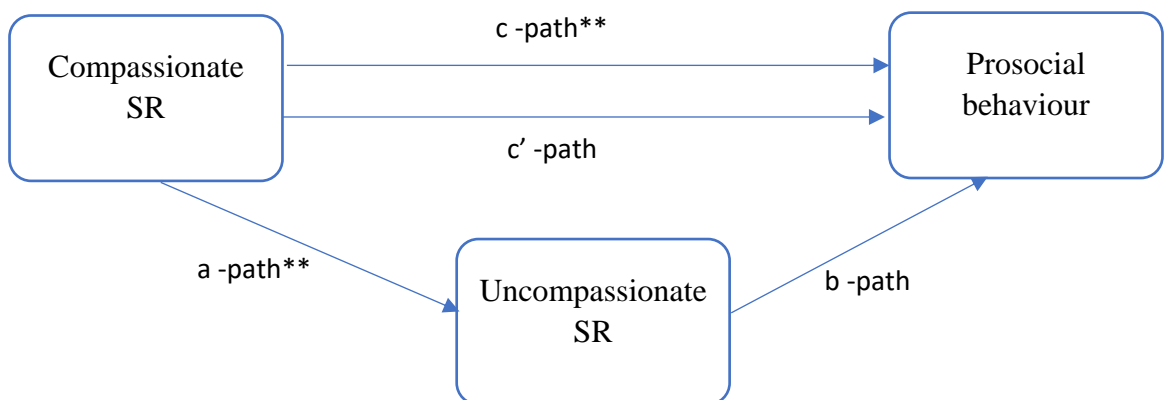 c -path**
Compassionate
SR
Prosocial
behaviour
c’ -path
a -path**
Uncompassionate
SR
b -path